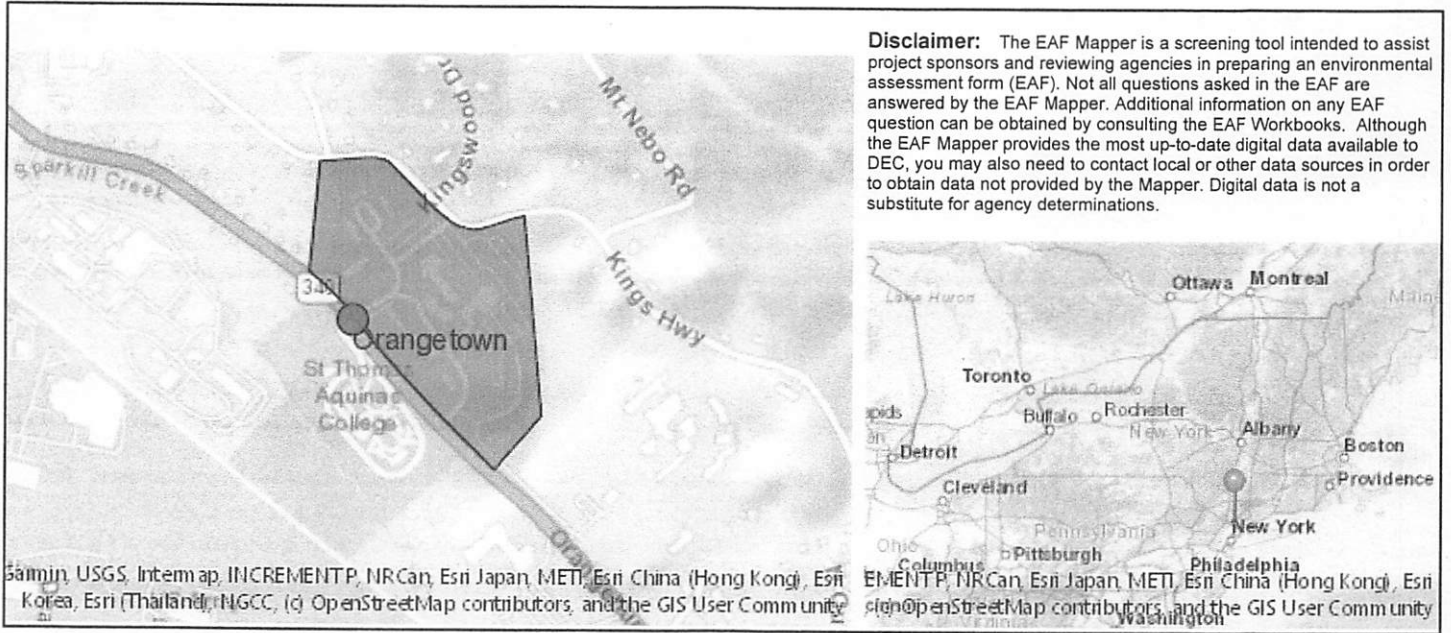 Disclaimer: The EAF Mapper is a screening tool intended to assist
project sponsors and reviewing agencies in preparing an environmental
assessment form (EAF). Not all questions asked in the EAF are
answered by the EAF Mapper. Additional information on any EAF
question can be obtained by consulting the EAF Workbooks. Although
the EAF Mapper provides the most up-to-date digital data available to
DEC, you may also need to contact local or other data sources in order
to obtain data not provided by the Mapper. Digital data is not a
substitute for agency determinations.
Kingswood Dr
Mt Nebo Rd
Sparkill Creek
Kings Hwy
340
Orangetown
St Thomas
Aquinas
College
Garmin, USGS, Intermap, INCREMENT P, NRCan, Esri Japan, METI, Esri China (Hong Kong), Esri
Korea, Esri (Thailand), NGCC, (c) OpenStreetMap contributors, and the GIS User Community
Ottawa
Montreal
Lake Huron
Main
Toronto
Lake Ontario
apids
Buffalo
Rochester
New York
Albany
Detroit
Boston
Cleveland
Providence
New York
Pennsylvania
Ohio
Pittsburgh
Columbus
Philadelphia
EMENT P, NRCan, Esri Japan, METI, Esri China (Hong Kong), Esri
OpenStreetMap contributors, and the GIS User Community
Washington